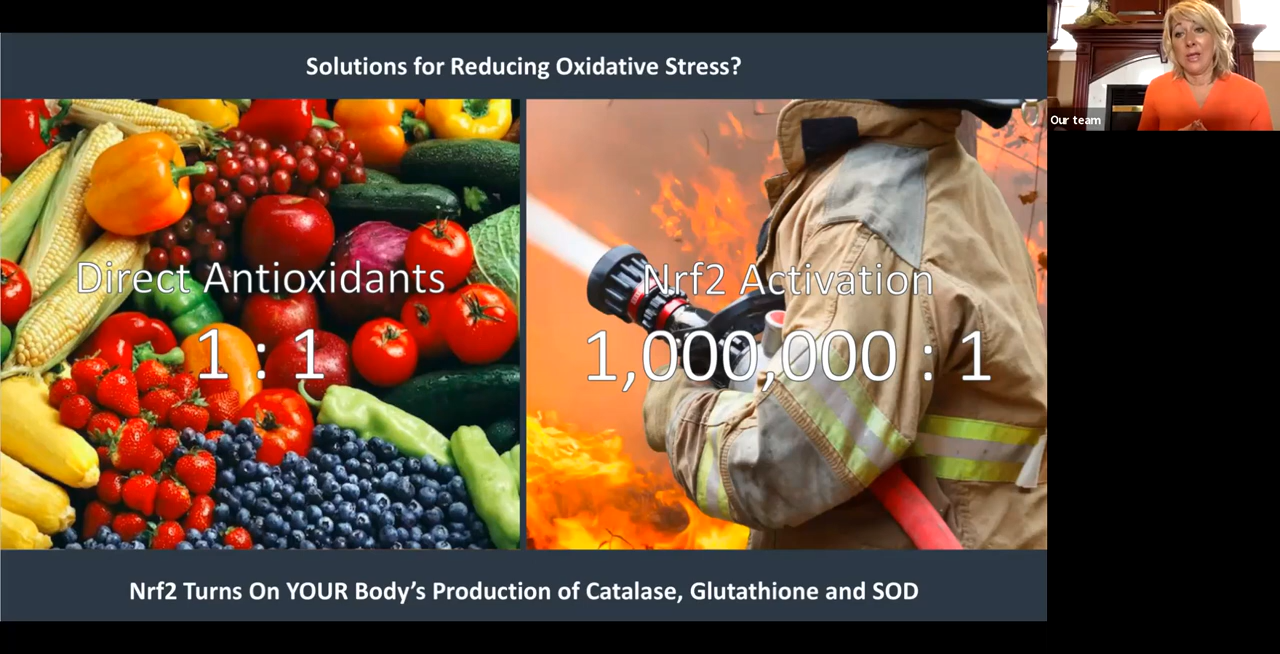 Solutions for Reducing Oxidative Stress?
Our team
Direct Antioxidants
1 : 1
Nrf2 Activation
1,000,000 : 1
Nrf2 Turns On YOUR Body’s Production of Catalase, Glutathione and SOD